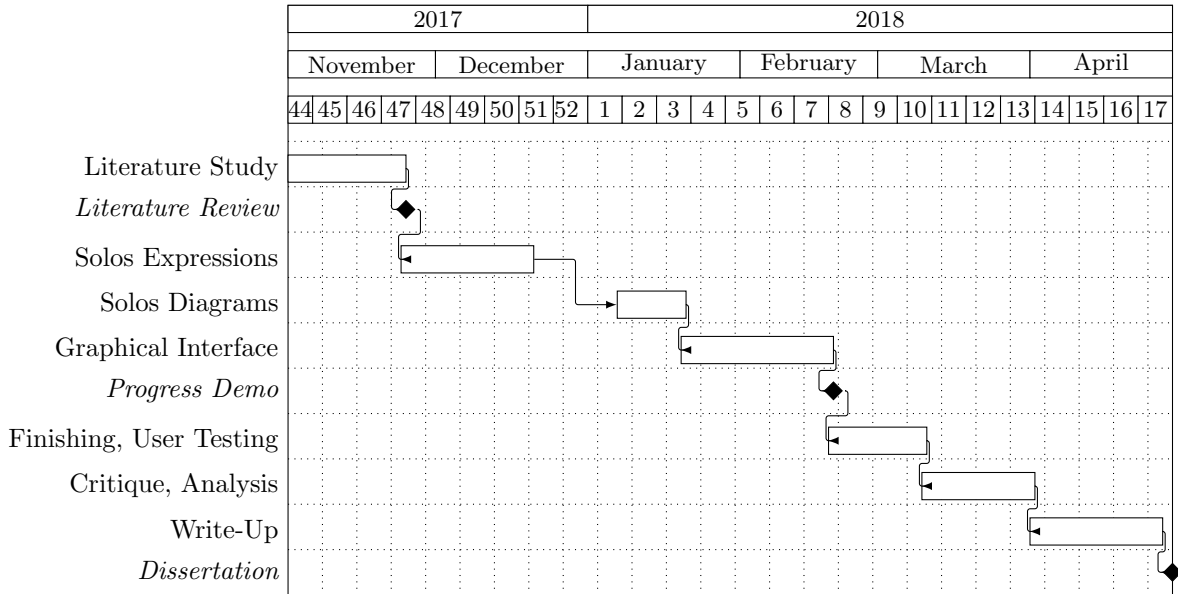 2017 2018
November December January February March April
44 45 46 47 48 49 50 51 52 1 2 3 4 5 6 7 8 9 10 11 12 13 14 15 16 17
Literature Study
Literature Review
Solos Expressions
Solos Diagrams
Graphical Interface
Progress Demo
Finishing, User Testing
Critique, Analysis
Write-Up
Dissertation